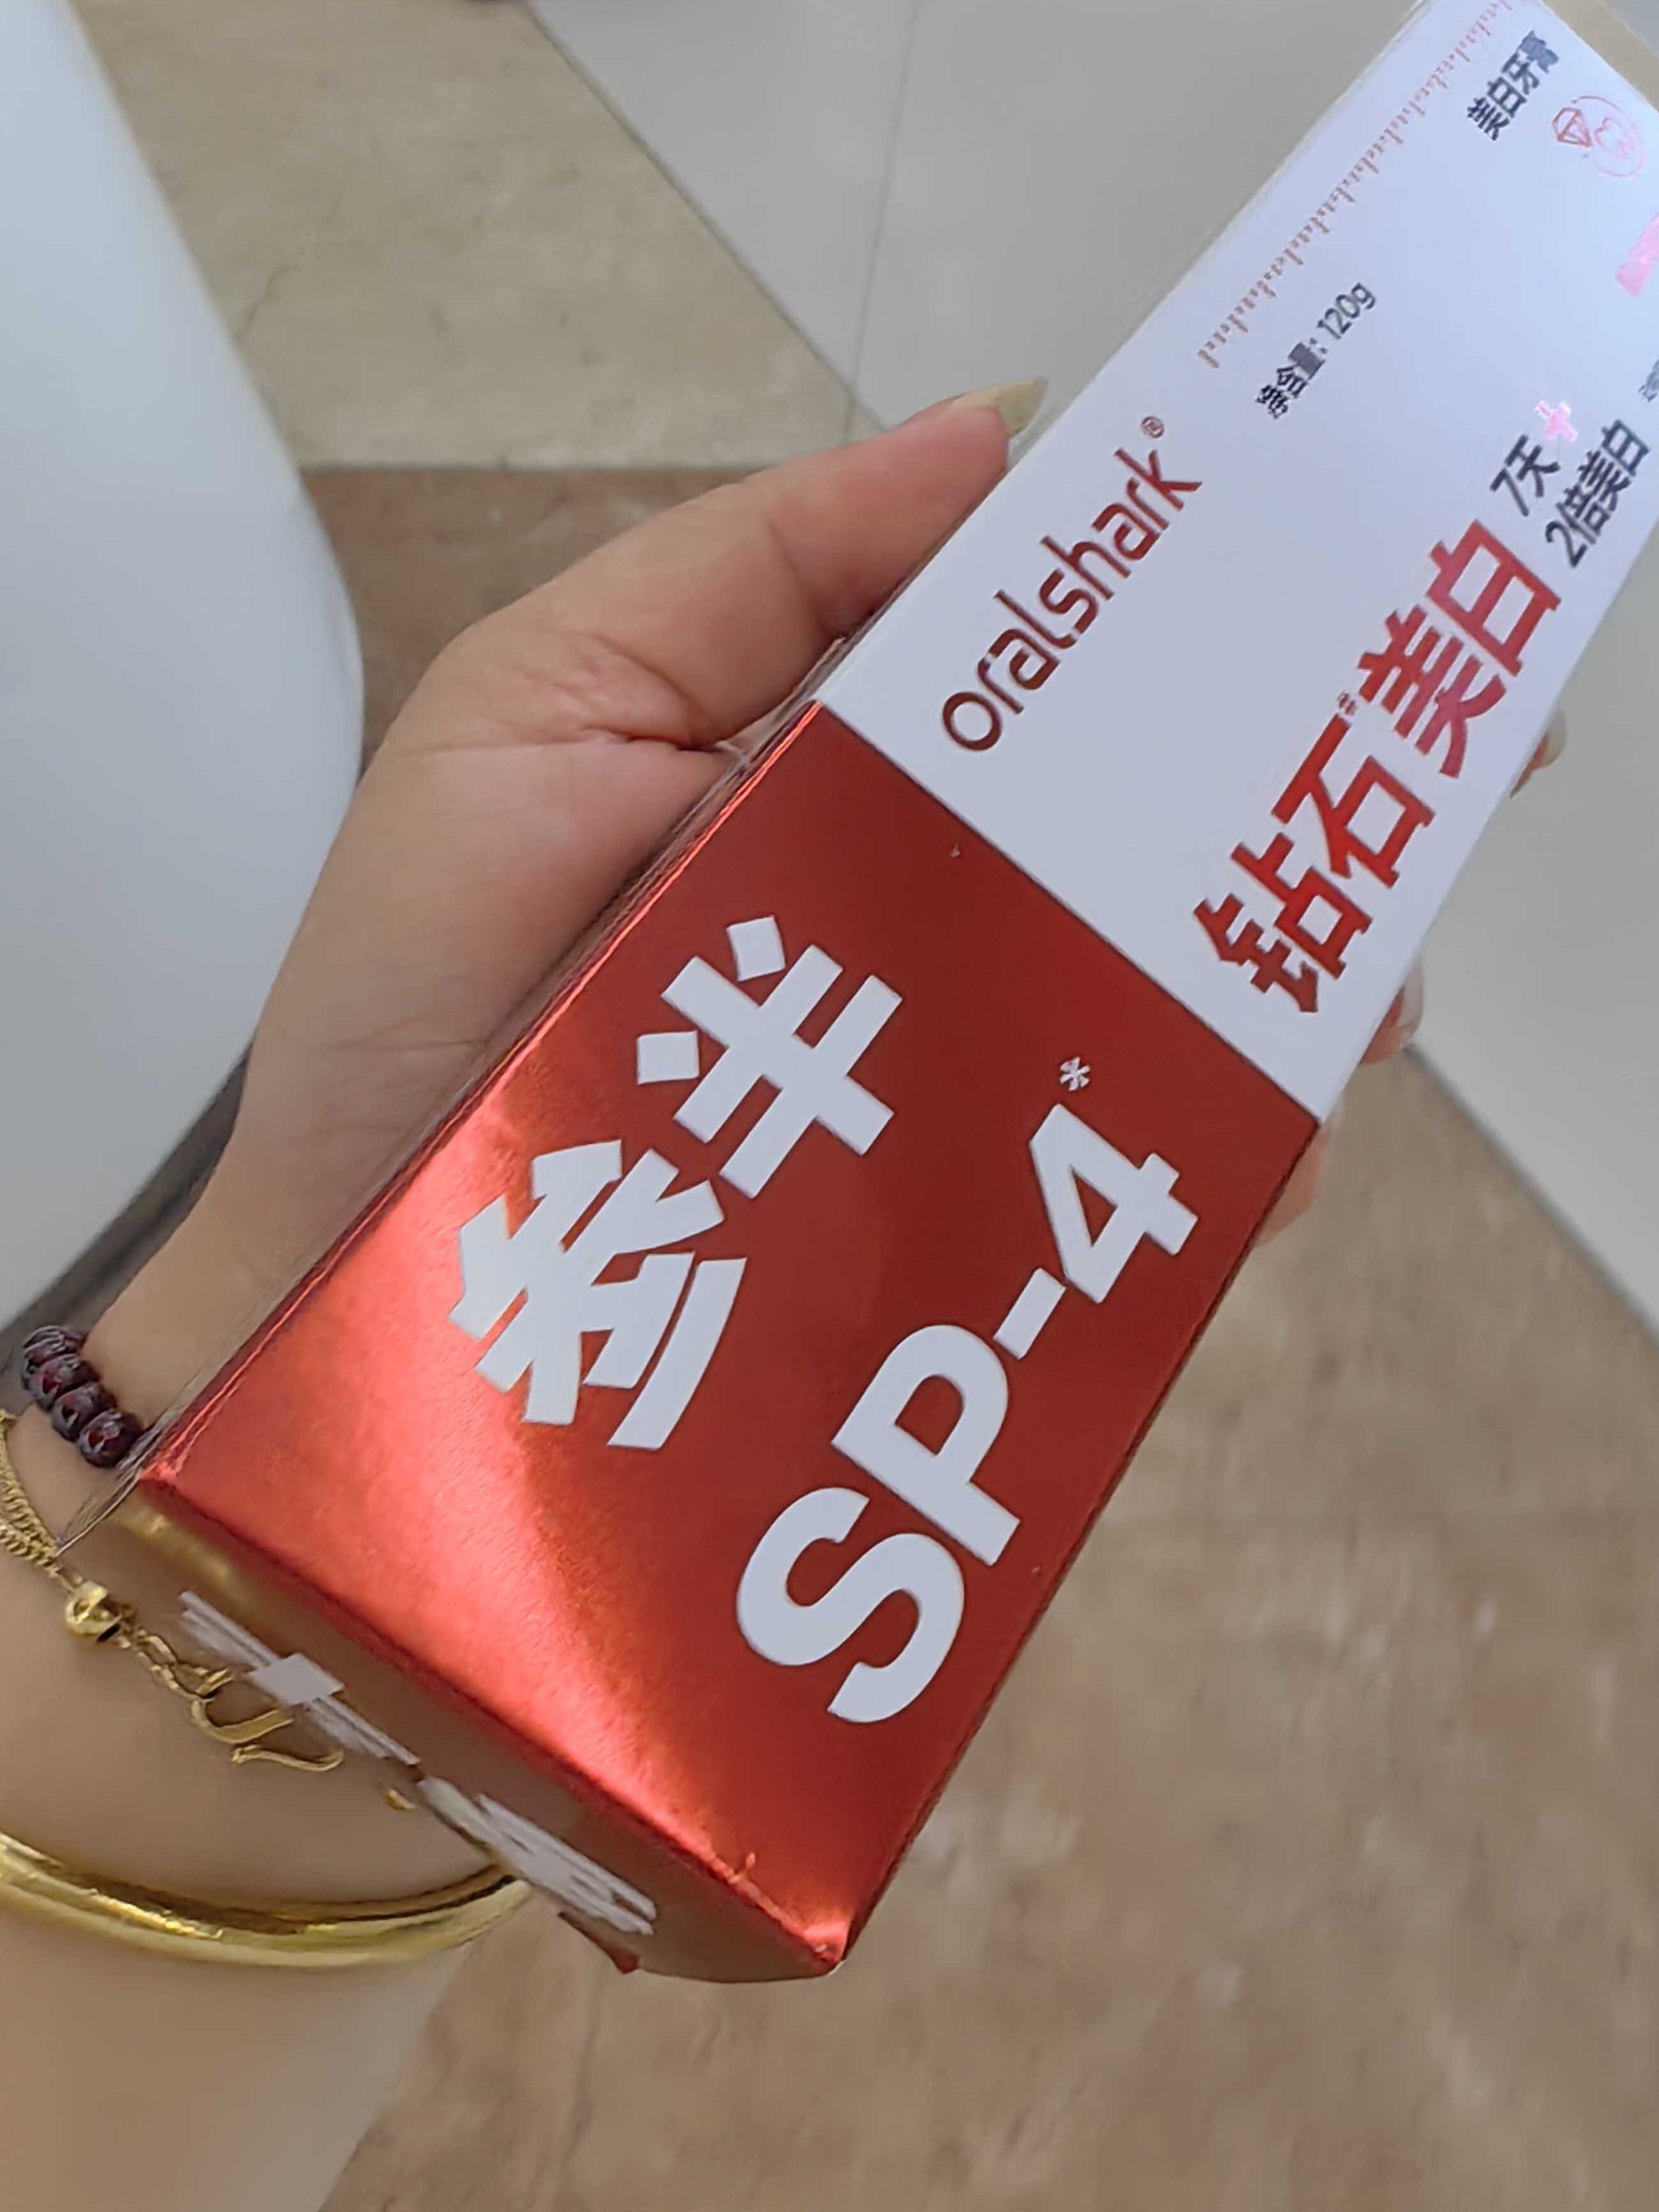 参半
SP-4*
oralshark®
净含量: 120g
美白牙膏
钻石#美白
7天+
2倍美白